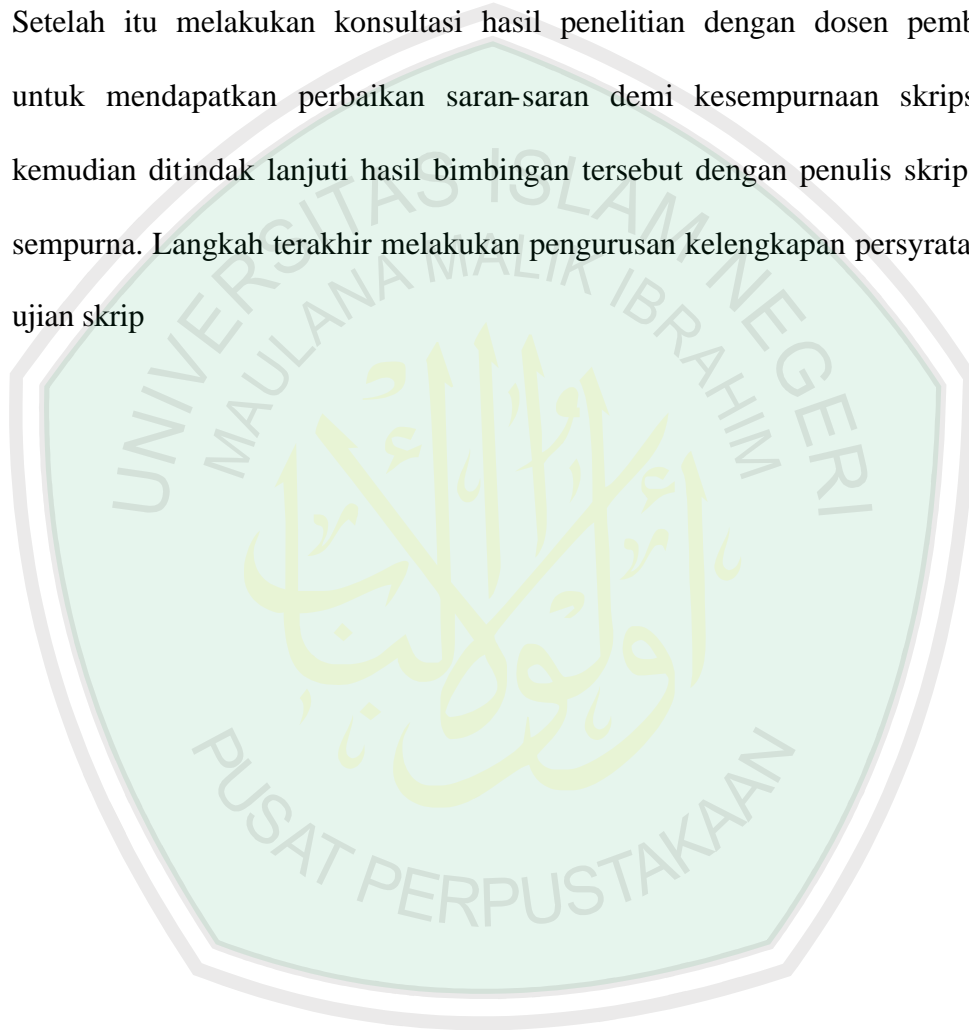 Setelah itu melakukan konsultasi hasil penelitian dengan dosen pemb
untuk mendapatkan perbaikan saran-saran demi kesempurnaan skrips
kemudian ditindak lanjuti hasil bimbingan tersebut dengan penulis skrip
sempurna. Langkah terakhir melakukan pengurusan kelengkapan persyrata
ujian skrip
UNIVERSITAS ISLAM NEGERI
MAULANA MALIK IBRAHIM
أولوا الألباب
PUSAT PERPUSTAKAAN